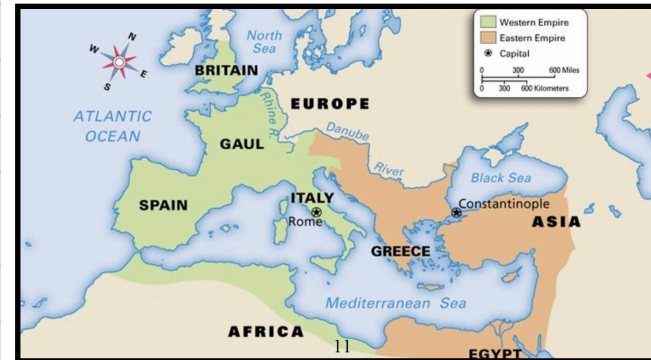 Western Empire
Eastern Empire
Capital
0 300 600 Miles
0 300 600 Kilometers
N
W
E
S
North
Sea
BRITAIN
ATLANTIC
OCEAN
EUROPE
Rhine R.
GAUL
Danube
River
Black Sea
SPAIN
ITALY
Rome
Constantinople
ASIA
GREECE
Mediterranean Sea
AFRICA
11
EGYPT